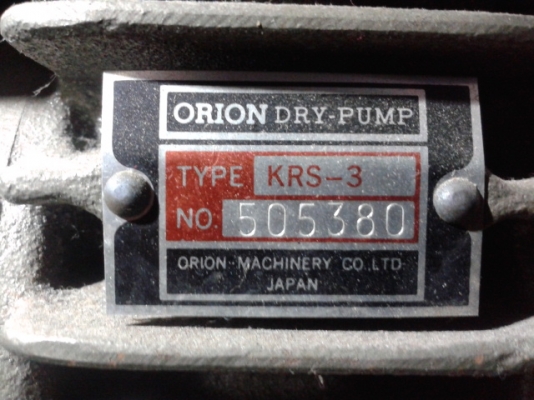 ORION DRY-PUMP
TYPE KRS-3
NO. 505380
ORION MACHINERY CO. LTD.
JAPAN